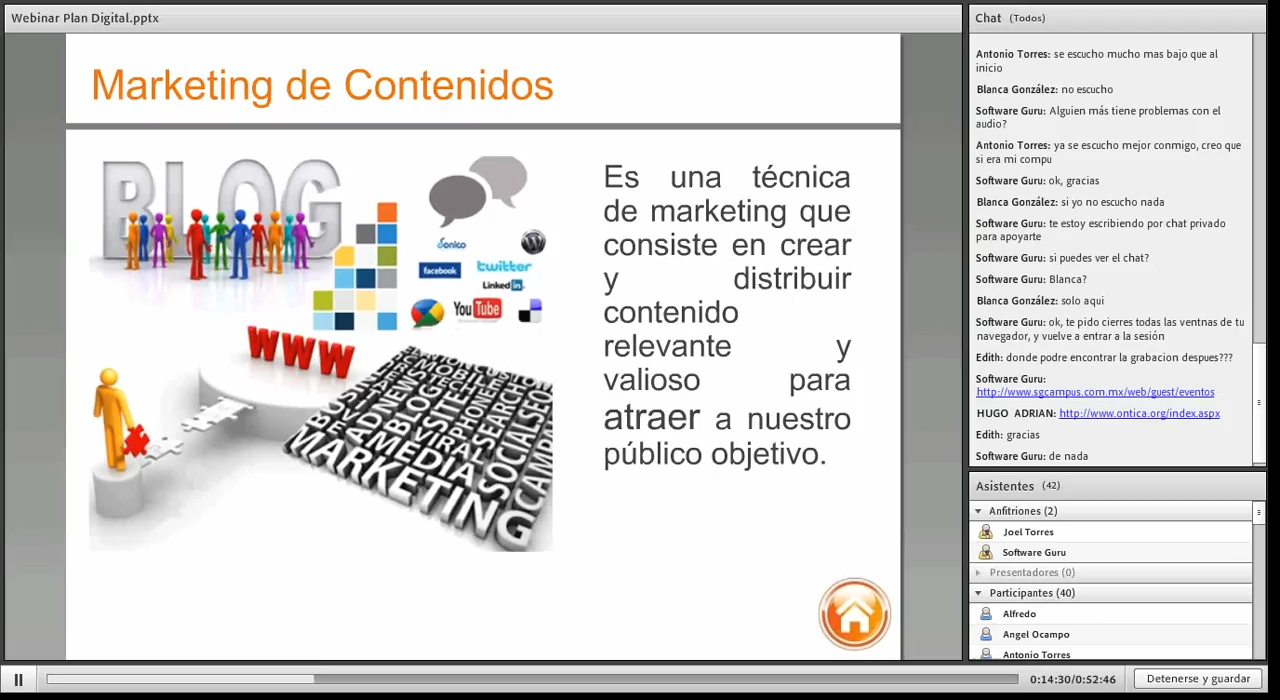 Webinar Plan Digital.pptx
Marketing de Contenidos
BLOG
sonico
facebook
twitter
LinkedIn
YouTube
WWW
MARKETING
MEDIA
VIRAL
SEARCH
SOCIAL
SEO
Es una técnica
de marketing que
consiste en crear
y distribuir
contenido
relevante y
valioso para
atraer a nuestro
público objetivo.
Chat (Todos)
Antonio Torres: se escucho mucho mas bajo que al
inicio
Blanca González: no escucho
Software Guru: Alguien más tiene problemas con el
audio?
Antonio Torres: ya se escucho mejor conmigo, creo que
si era mi compu
Software Guru: ok, gracias
Blanca González: si yo no escucho nada
Software Guru: te estoy escribiendo por chat privado
para apoyarte
Software Guru: si puedes ver el chat?
Software Guru: Blanca?
Blanca González: solo aqui
Software Guru: ok, te pido cierres todas las ventnas de tu
navegador, y vuelve a entrar a la sesión
Edith: donde podre encontrar la grabacion despues???
Software Guru:
http://www.sgcampus.com.mx/web/guest/eventos
HUGO ADRIAN: http://www.ontica.org/index.aspx
Edith: gracias
Software Guru: de nada
Asistentes (42)
Anfitriones (2)
Joel Torres
Software Guru
Presentadores (0)
Participantes (40)
Alfredo
Angel Ocampo
Antonio Torres
0:14:30/0:52:46
Detenerse y guardar